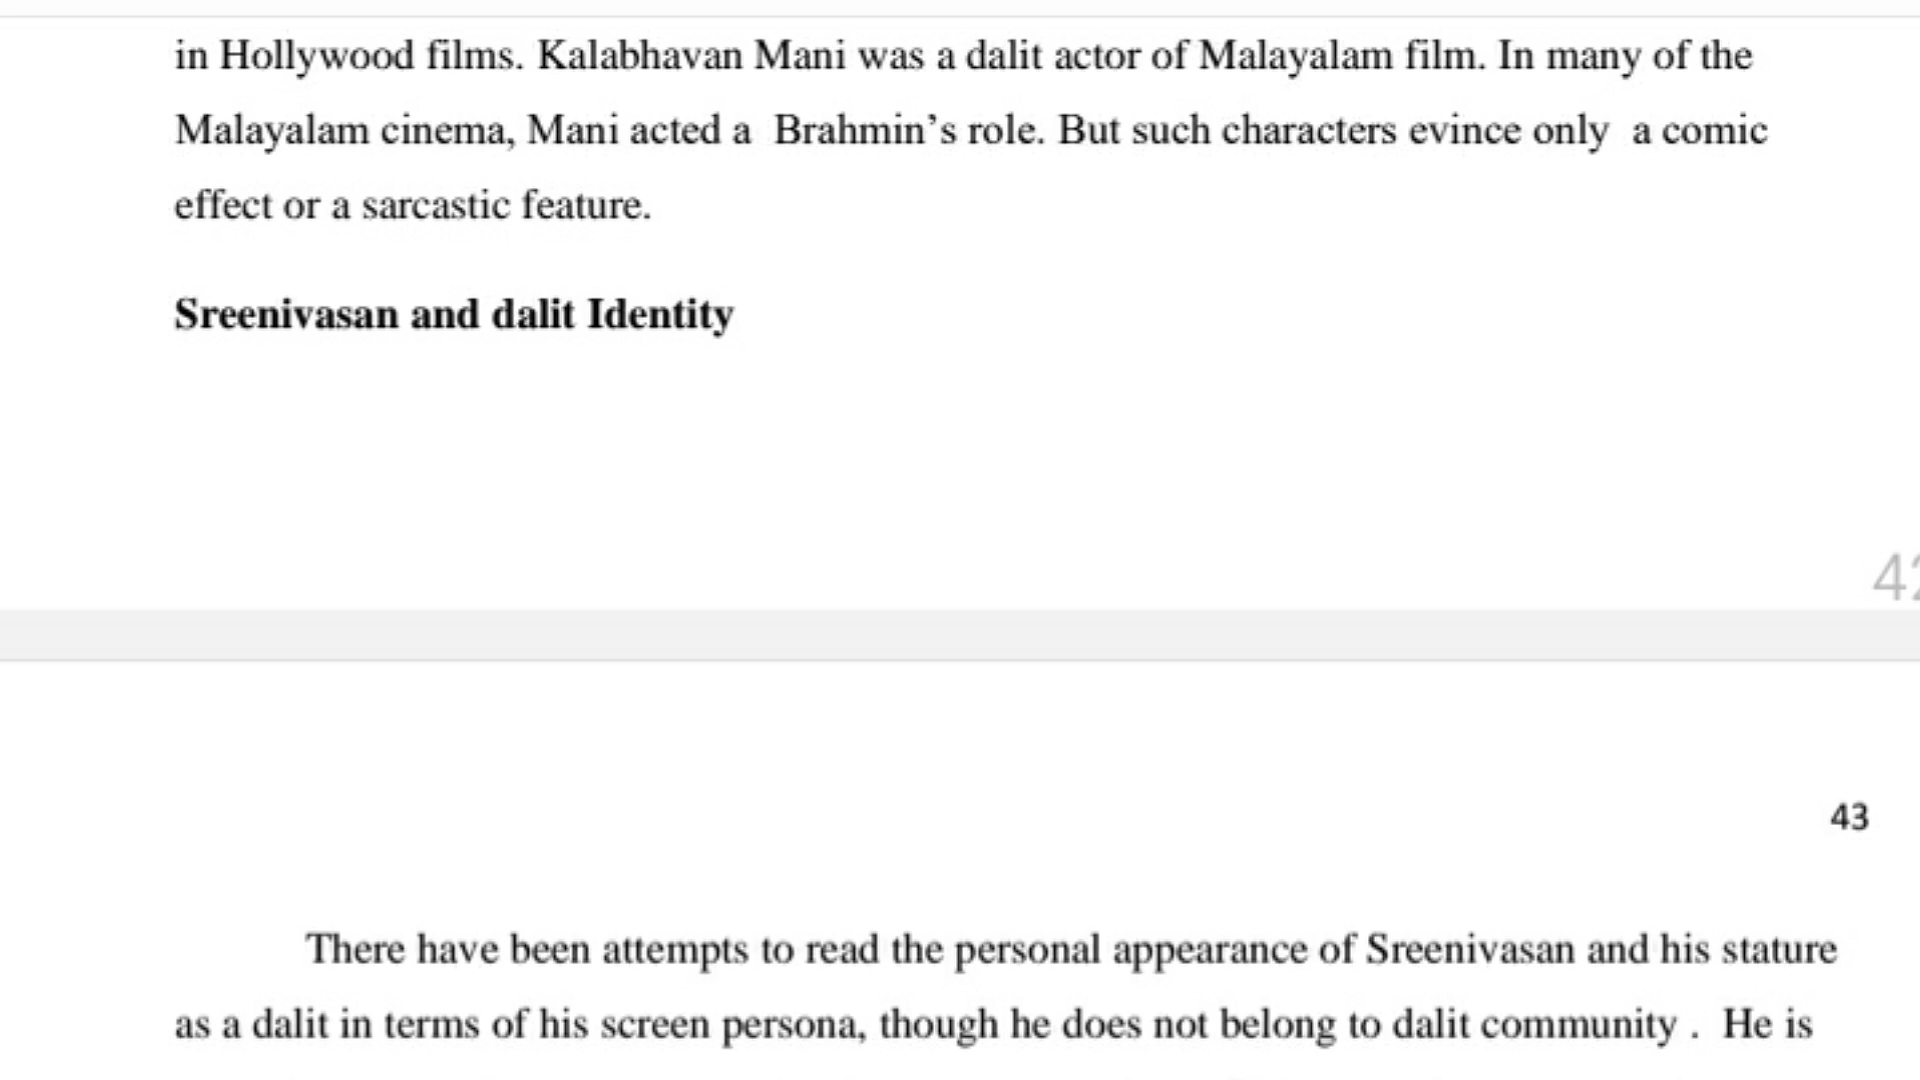 in Hollywood films. Kalabhavan Mani was a dalit actor of Malayalam film. In many of the
Malayalam cinema, Mani acted a  Brahmin’s role. But such characters evince only  a comic
effect or a sarcastic feature.
Sreenivasan and dalit Identity
42
43
There have been attempts to read the personal appearance of Sreenivasan and his stature
as a dalit in terms of his screen persona, though he does not belong to dalit community .  He is